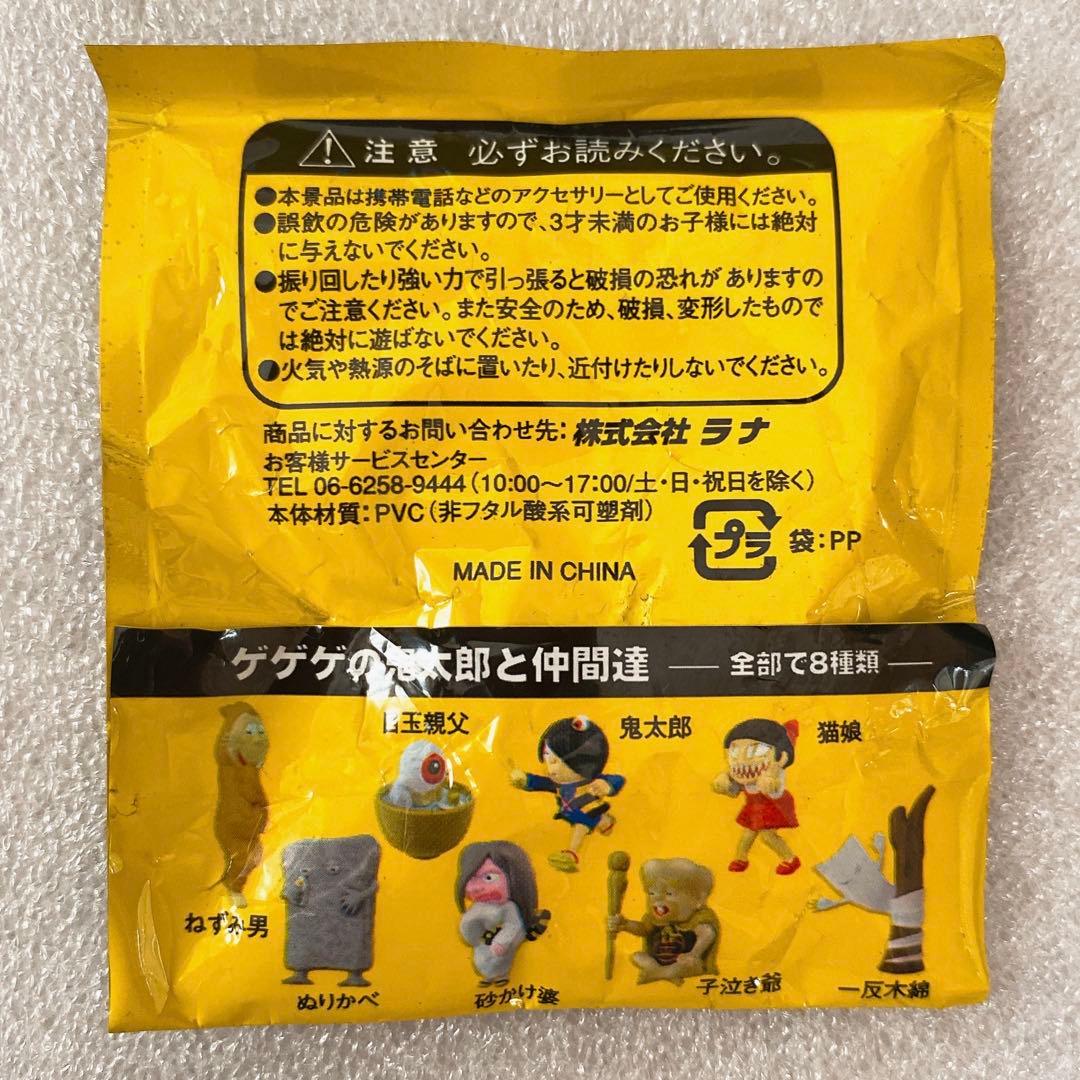 注意 必ずお読みください。
●本景品は携帯電話などのアクセサリーとしてご使用ください。
●誤飲の危険がありますので、3才未満のお子様には絶対
に与えないでください。
●振り回したり強い力で引っ張ると破損の恐れがありますの
でご注意ください。また安全のため、破損、変形したもので
は絶対に遊ばないでください。
●火気や熱源のそばに置いたり、近付けたりしないでください。
商品に対するお問い合わせ先:株式会社 ラナ
お客様サービスセンター
TEL 06-6258-9444(10:00〜17:00/土・日・祝日を除く)
本体材質:PVC(非フタル酸系可塑剤)
プラ 袋:PP
MADE IN CHINA
ゲゲゲの鬼太郎と仲間達 ― 全部で8種類 ―
目玉親父
鬼太郎
猫娘
ねずみ男
ぬりかべ
砂かけ婆
子泣き爺
一反木綿